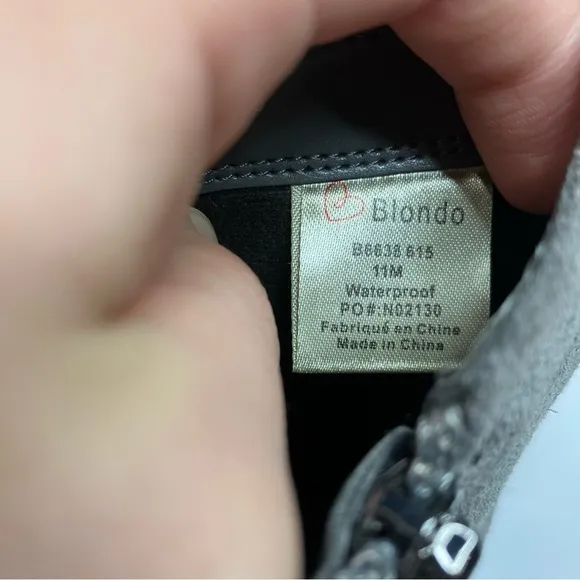 Blondo
B6638 615
11M
Waterproof
PO#:N02130
Fabriqué en Chine
Made in China